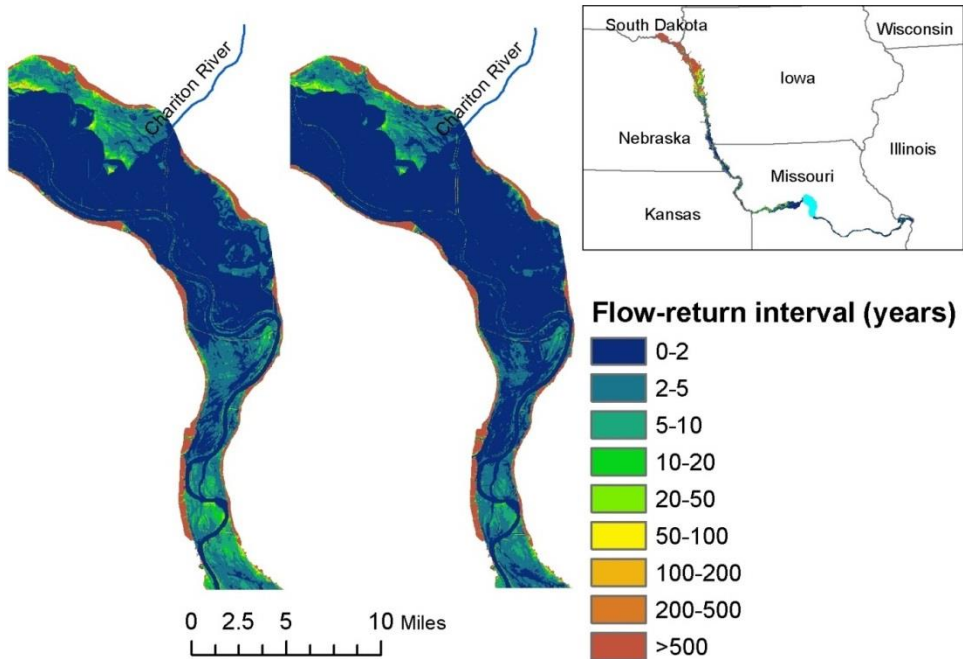 Chariton River
Chariton River
South Dakota
Wisconsin
Iowa
Nebraska
Illinois
Missouri
Kansas
Flow-return interval (years)
0-2
2-5
5-10
10-20
20-50
50-100
100-200
200-500
>500
0 2.5 5 10 Miles